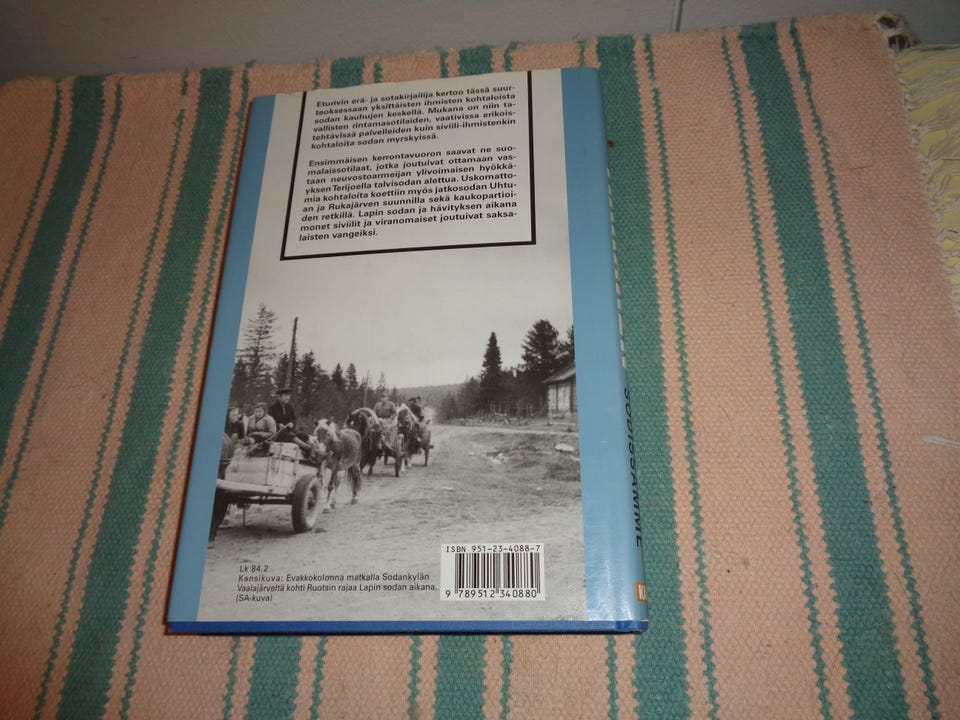 Eturivin erä- ja sotakirjailija kertoo tässä suur-
teoksessaan yksittäisten ihmisten kohtaloista
sodan kauhujen keskellä. Mukana on niin ta-
vallisten rintamasotilaiden, vaativissa erikois-
tehtävissä palvelleiden kuin siviili-ihmistenkin
kohtaloita sodan myrskyissä.
Ensimmäisen kerrontavuoron saavat ne suo-
malaissotilaat, jotka joutuivat ottamaan vas-
taan neuvostoarmeijan ylivoimaisen hyökkä-
yksen Terijoella talvisodan alettua. Uskomatto-
mia kohtaloita koettiin myös jatkosodan Uhtu-
an ja Rukajärven suunnilla sekä kaukopartioi-
den retkillä. Lapin sodan ja hävityksen aikana
monet siviilit ja viranomaiset joutuivat saksa-
laisten vangeiksi.
ISBN 951-23-4088-7
9 789512 340880
Lk 84.2
Kansikuva: Evakkokolonna matkalla Sodankylän
Vaalajärveltä kohti Ruotsin rajaa Lapin sodan aikana.
(SA-kuva)
SODISSAMME